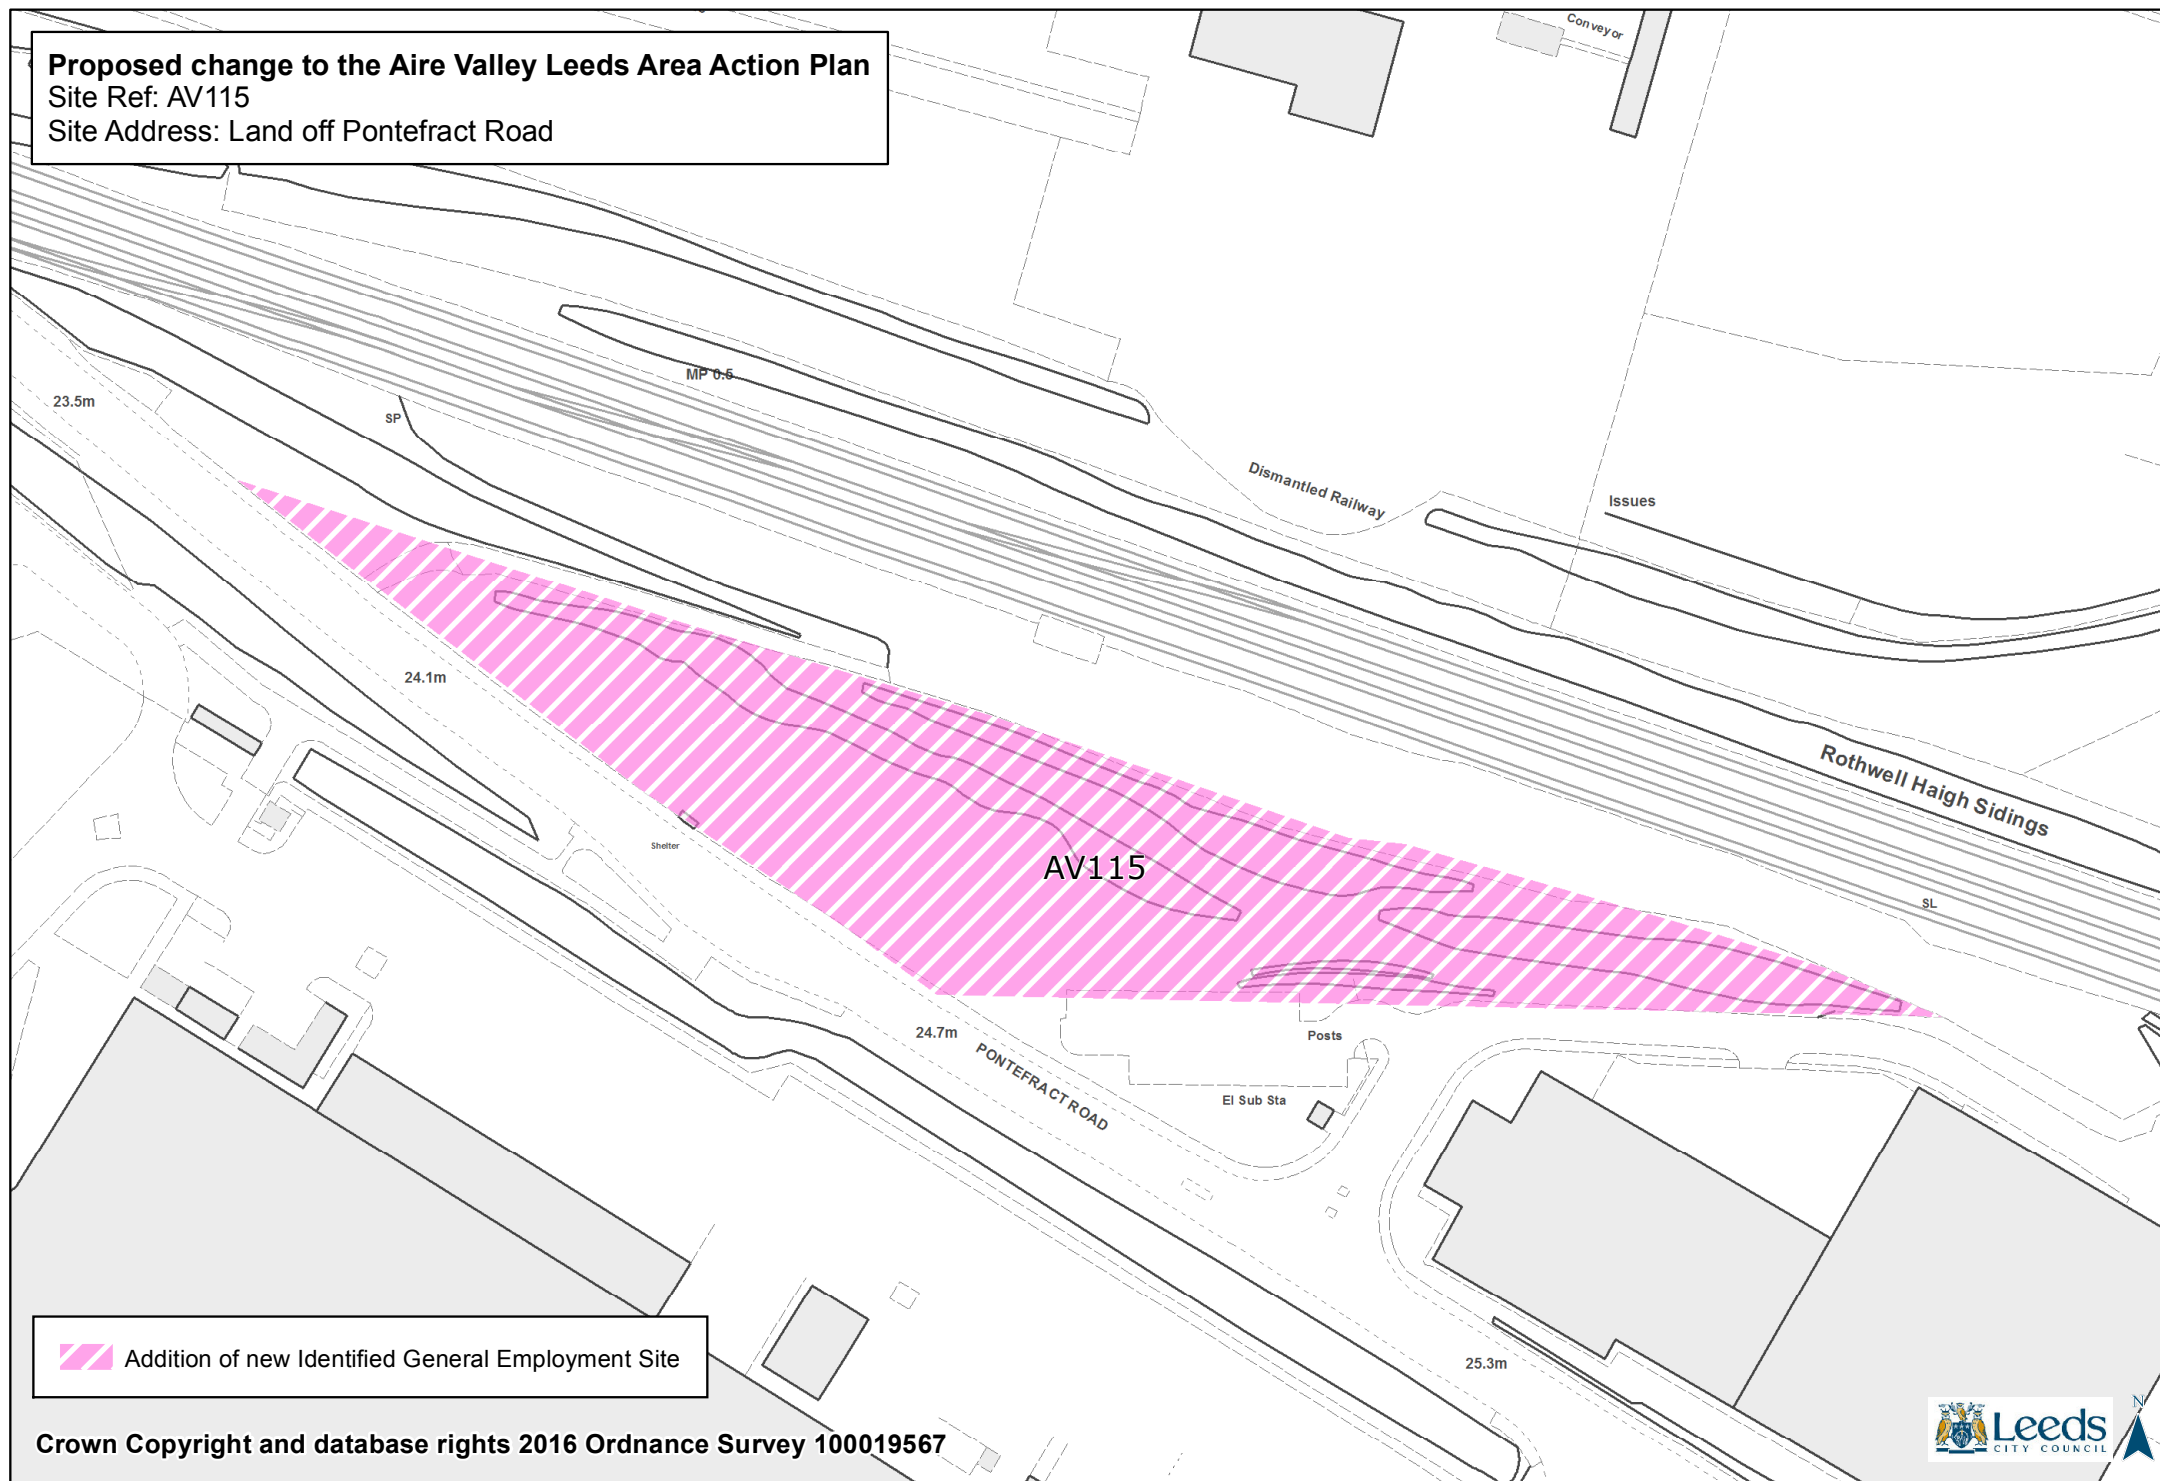 Proposed change to the Aire Valley Leeds Area Action Plan
Site Ref: AV115
Site Address: Land off Pontefract Road
Conveyor
23.5m
MP 0.5
SP
Dismantled Railway
Issues
24.1m
Rothwell Haigh Sidings
Shelter
AV115
SL
24.7m
PONTEFRACT ROAD
Posts
El Sub Sta
25.3m
Addition of new Identified General Employment Site
Crown Copyright and database rights 2016 Ordnance Survey 100019567
Leeds
CITY COUNCIL
N